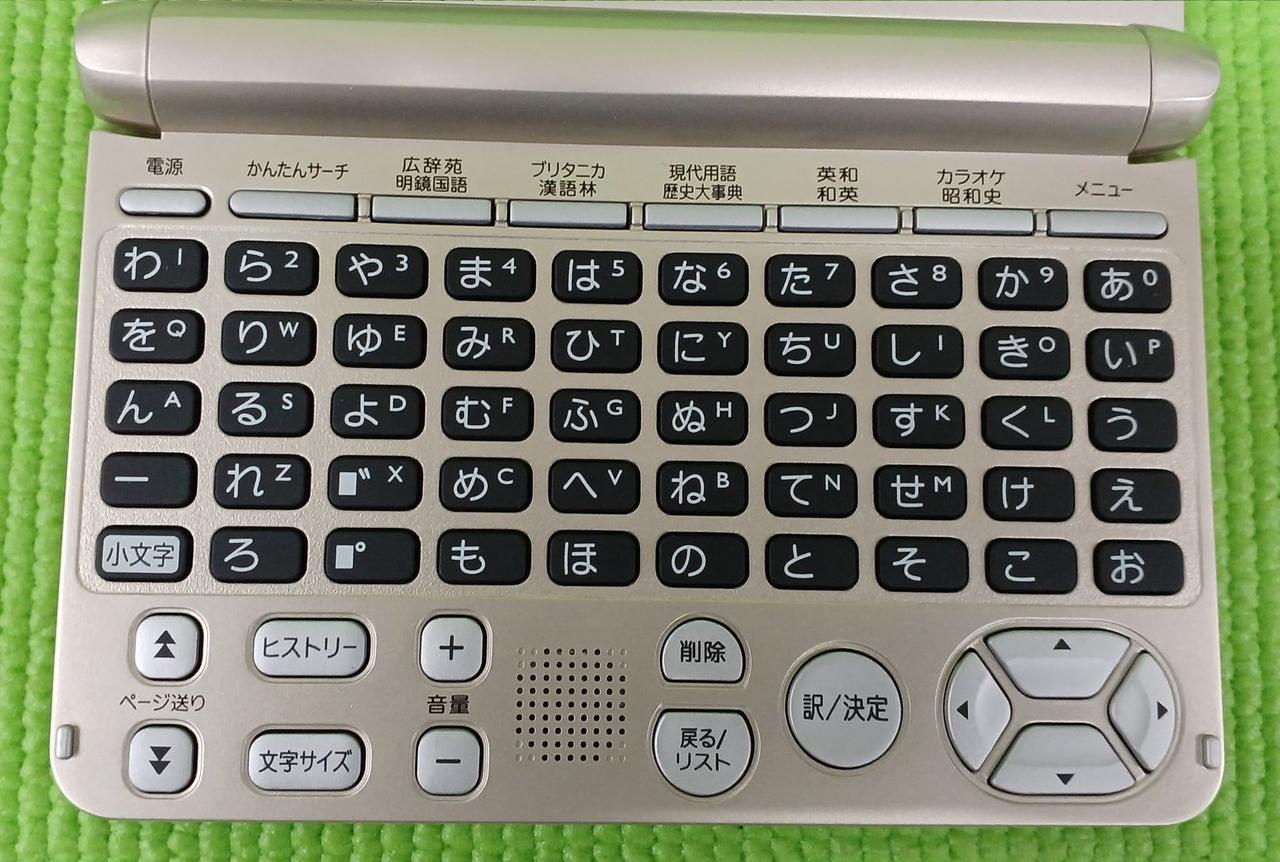 電源 かんたんサーチ 広辞苑 ブリタニカ 現代用語 英和 カラオケ メニュー
明鏡国語 漢語林 歴史大事典 和英 昭和史
わ1 ら2 や3 ま4 は5 な6 た7 さ8 か9 あ0
をQ りW ゆE みR ひT にY ちU しI きO いP
んA るS よD むF ふG ぬH つJ すK くL う
ー れZ ゛X めC へV ねB てN せM け え
小文字 ろ ゜ も ほ の と そ こ お
ヒストリー + 削除
ページ送り 音量 訳/決定
文字サイズ − 戻る/
リスト